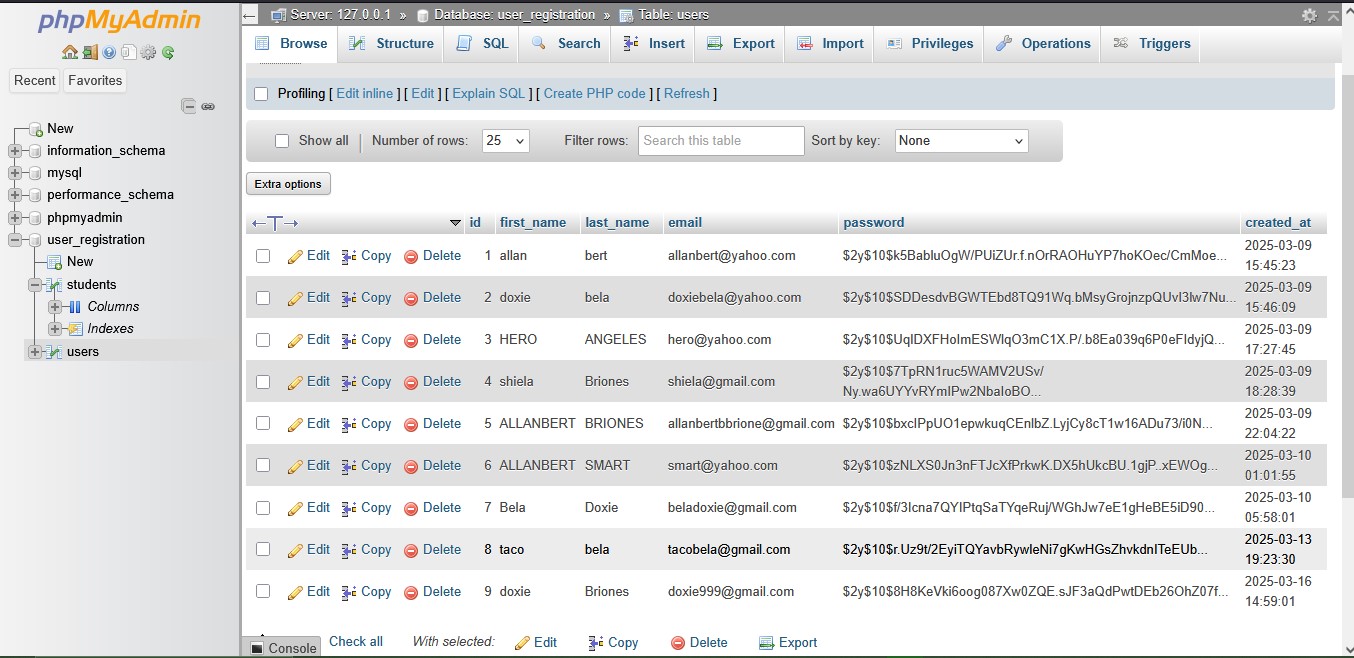 phpMyAdmin
Recent Favorites
New
information_schema
mysql
performance_schema
phpmyadmin
user_registration
New
students
Columns
Indexes
users
Server: 127.0.0.1 » Database: user_registration » Table: users
Browse Structure SQL Search Insert Export Import Privileges Operations Triggers
Profiling [ Edit inline ] [ Edit ] [ Explain SQL ] [ Create PHP code ] [ Refresh ]
Show all Number of rows: 25 Filter rows: Search this table Sort by key: None
Extra options
id first_name last_name email password created_at
Edit Copy Delete 1 allan bert allanbert@yahoo.com $2y$10$k5BabluOgW/PUiZUr.f.nOrRAOHuYP7hoKOec/CmMoe... 2025-03-09
15:45:23
Edit Copy Delete 2 doxie bela doxiebela@yahoo.com $2y$10$SDDesdvBGWTEbd8TQ91Wq.bMsyGrojnzpQUvI3lw7Nu... 2025-03-09
15:46:09
Edit Copy Delete 3 HERO ANGELES hero@yahoo.com $2y$10$UqIDXFHolmESWlqO3mC1X.P/.b8Ea039q6P0eFIdyjQ... 2025-03-09
17:27:45
Edit Copy Delete 4 shiela Briones shiela@gmail.com $2y$10$7TpRN1ruc5WAMV2USv/ 2025-03-09
Ny.wa6UYYvRYmIPw2NbaIoBO... 18:28:39
Edit Copy Delete 5 ALLANBERT BRIONES allanbertbbrione@gmail.com $2y$10$bxclPpUO1epwkuqCEnlbZ.LyjCy8cT1w16ADu73/i0N... 2025-03-09
22:04:22
Edit Copy Delete 6 ALLANBERT SMART smart@yahoo.com $2y$10$zNLXS0Jn3nFTJcXfPrkwK.DX5hUkcBU.1gjP..xEWOg... 2025-03-10
01:01:55
Edit Copy Delete 7 Bela Doxie beladoxie@gmail.com $2y$10$f/3Icna7QYIPtqSaTYqeRuj/WGhJw7eE1gHeBE5iD90... 2025-03-10
05:58:01
Edit Copy Delete 8 taco bela tacobela@gmail.com $2y$10$r.Uz9t/2EyiTQYavbRywleNi7gKwHGsZhvkdnITeEUb... 2025-03-13
19:23:30
Edit Copy Delete 9 doxie Briones doxie999@gmail.com $2y$10$8H8KeVki6oog087Xw0ZQE.sJF3aQdPwtDEb26OhZ07f... 2025-03-16
14:59:01
Console Check all With selected: Edit Copy Delete Export